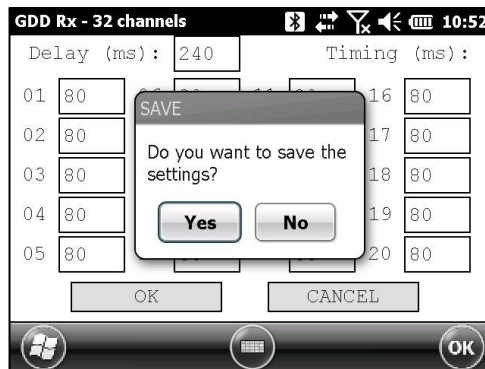 GDD Rx - 32 channels 10:52
Delay (ms): 240 Timing (ms):
01 80 16 80
SAVE
02 80 17 80
Do you want to save the
settings?
03 80 18 80
04 80 19 80
Yes No
05 80 20 80
OK CANCEL
OK